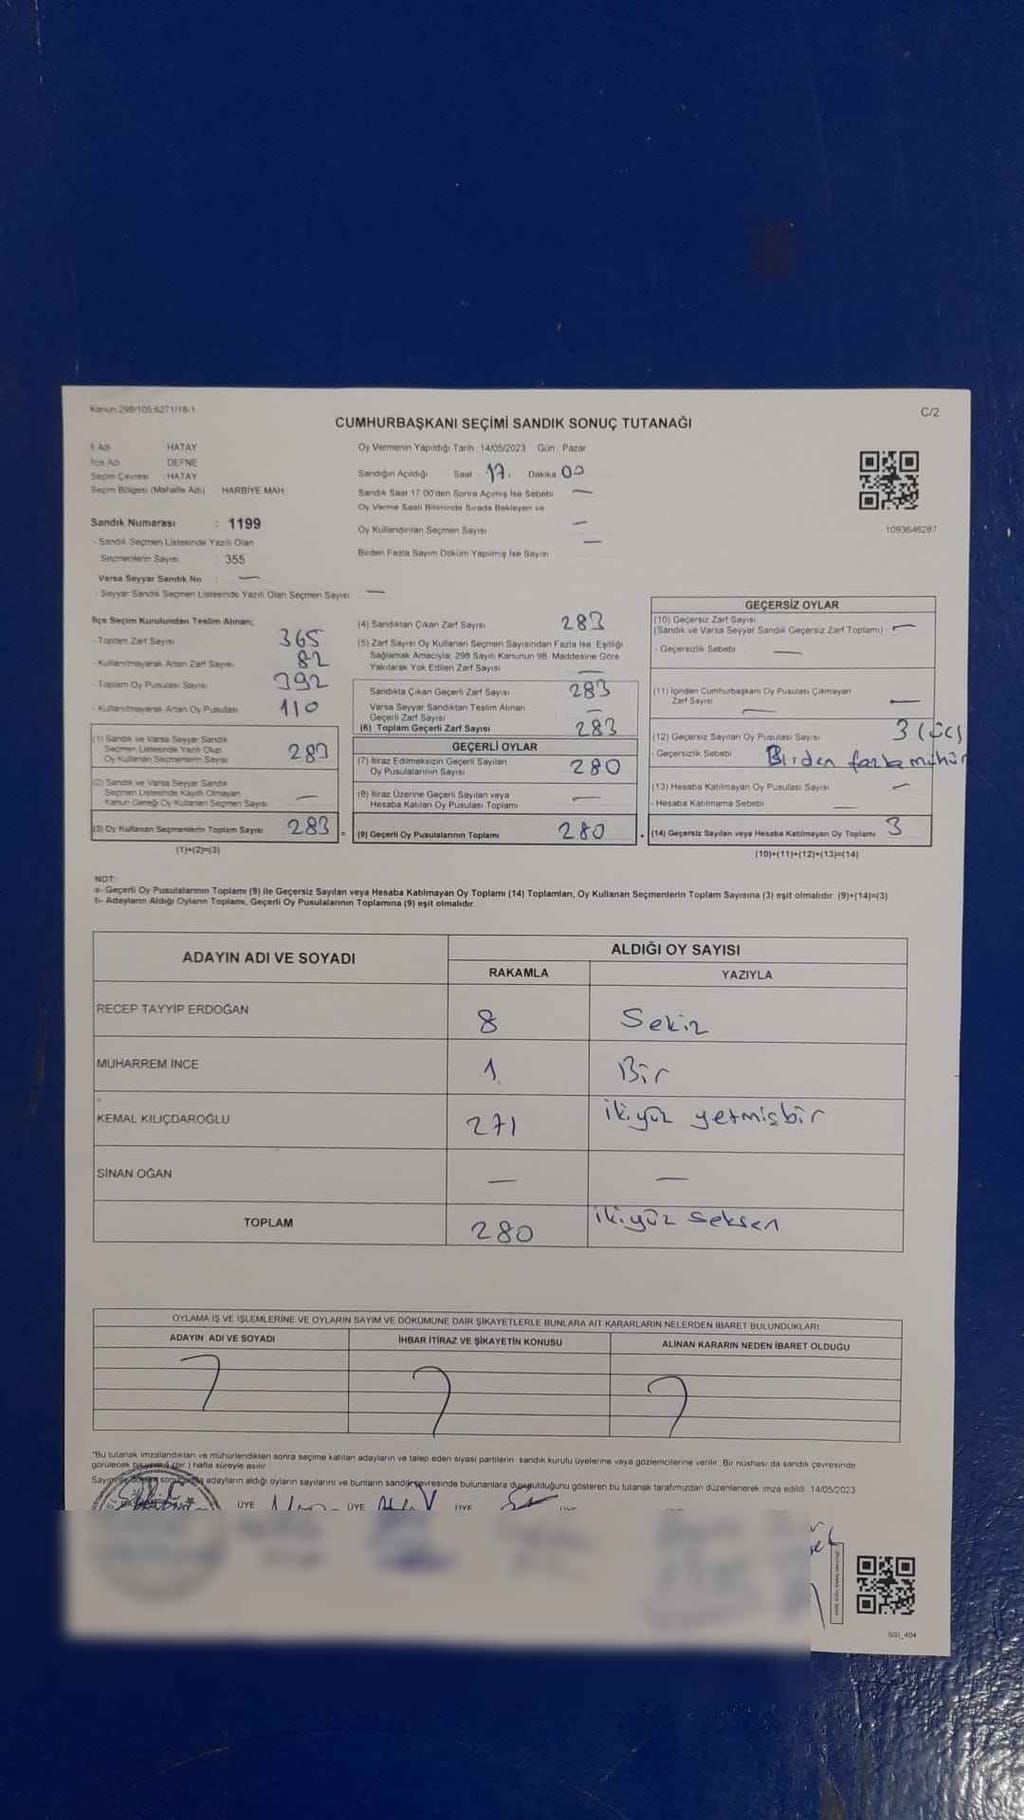 Kanun 298/105:6271/18-1
C/2
CUMHURBAŞKANI SEÇİMİ SANDIK SONUÇ TUTANAĞI
İl Adı HATAY
İlçe Adı DEFNE
Seçim Çevresi : HATAY
Seçim Bölgesi (Mahalle Adı) HARBİYE MAH
Sandık Numarası : 1199
- Sandık Seçmen Listesinde Yazılı Olan
Seçmenlerin Sayısı : 355
Varsa Seyyar Sandık No : —
- Seyyar Sandık Seçmen Listesinde Yazılı Olan Seçmen Sayısı —
Oy Vermenin Yapıldığı Tarih : 14/05/2023 Gün : Pazar
Sandığın Açıldığı Saat : 17. Dakika 00
Sandık Saat 17:00'den Sonra Açılmış İse Sebebi —
Oy Verme Saati Bitiminde Sırada Bekleyen ve
Oy Kullandırılan Seçmen Sayısı —
Birden Fazla Sayım Döküm Yapılmış İse Sayısı —
1093646287
İlçe Seçim Kurulundan Teslim Alınan;
- Toplam Zarf Sayısı 365
- Kullanılmayarak Artan Zarf Sayısı 82
- Toplam Oy Pusulası Sayısı 392
- Kullanılmayarak Artan Oy Pusulası 110
(1) Sandık ve Varsa Seyyar Sandık
Seçmen Listesinde Yazılı Olup
Oy Kullanan Seçmenlerin Sayısı 283
(2) Sandık ve Varsa Seyyar Sandık
Seçmen Listesinde Kayıtlı Olmayan
Kanun Gereği Oy Kullanan Seçmen Sayısı —
(3) Oy Kullanan Seçmenlerin Toplam Sayısı 283 =
(1)+(2)=(3)
(4) Sandıktan Çıkan Zarf Sayısı 283
(5) Zarf Sayısı Oy Kullanan Seçmen Sayısından Fazla İse, Eşitliği
Sağlamak Amacıyla, 298 Sayılı Kanunun 98. Maddesine Göre
Yakılarak Yok Edilen Zarf Sayısı —
Sandıkta Çıkan Geçerli Zarf Sayısı 283
Varsa Seyyar Sandıktan Teslim Alınan
Geçerli Zarf Sayısı —
(6) Toplam Geçerli Zarf Sayısı 283
GEÇERLİ OYLAR
(7) İtiraz Edilmeksizin Geçerli Sayılan
Oy Pusulalarının Sayısı 280
(8) İtiraz Üzerine Geçerli Sayılan veya
Hesaba Katılan Oy Pusulası Toplamı —
(9) Geçerli Oy Pusulalarının Toplamı 280
GEÇERSİZ OYLAR
(10) Geçersiz Zarf Sayısı
(Sandık ve Varsa Seyyar Sandık Geçersiz Zarf Toplamı) —
- Geçersizlik Sebebi —
(11) İçinden Cumhurbaşkanı Oy Pusulası Çıkmayan
Zarf Sayısı —
(12) Geçersiz Sayılan Oy Pusulası Sayısı 3 (üç)
- Geçersizlik Sebebi Birden fazla mühür
(13) Hesaba Katılmayan Oy Pusulası Sayısı —
- Hesaba Katılmama Sebebi —
(14) Geçersiz Sayılan veya Hesaba Katılmayan Oy Toplamı 3
(10)+(11)+(12)+(13)=(14)
NOT:
a- Geçerli Oy Pusulalarının Toplamı (9) ile Geçersiz Sayılan veya Hesaba Katılmayan Oy Toplamı (14) Toplamları, Oy Kullanan Seçmenlerin Toplam Sayısına (3) eşit olmalıdır. (9)+(14)=(3)
b- Adayların Aldığı Oyların Toplamı, Geçerli Oy Pusulalarının Toplamına (9) eşit olmalıdır.
ADAYIN ADI VE SOYADI
ALDIĞI OY SAYISI
RAKAMLA YAZIYLA
RECEP TAYYİP ERDOĞAN 8 Sekiz
MUHARREM İNCE 1 Bir
KEMAL KILIÇDAROĞLU 271 ikiyüz yetmişbir
SİNAN OĞAN — —
TOPLAM 280 ikiyüz seksen
OYLAMA İŞ VE İŞLEMLERİNE VE OYLARIN SAYIM VE DÖKÜMÜNE DAİR ŞİKAYETLERLE BUNLARA AİT KARARLARIN NELERDEN İBARET BULUNDUKLARI
ADAYIN ADI VE SOYADI İHBAR İTİRAZ VE ŞİKAYETİN KONUSU ALINAN KARARIN NEDEN İBARET OLDUĞU
*Bu tutanak imzalandıktan ve mühürlendikten sonra seçime katılan adayların ve talep eden siyasi partilerin sandık kurulu üyelerine veya gözlemcilerine verilir. Bir nüshası da sandık çevresinde
görülecek bir yere 1 (bir) hafta süreyle asılır.
adayların aldığı oyların sayılarını ve bunların sandık çevresinde bulunanlara duyurulduğunu gösteren bu tutanak tarafımızdan düzenlenerek imza edildi. 14/05/2023
ÜYE ÜYE ÜYE
SSI_404